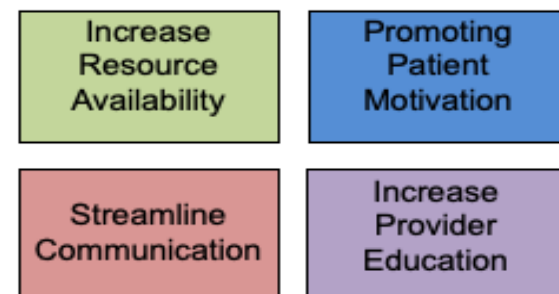 Increase
Resource
Availability
Promoting
Patient
Motivation
Streamline
Communication
Increase
Provider
Education